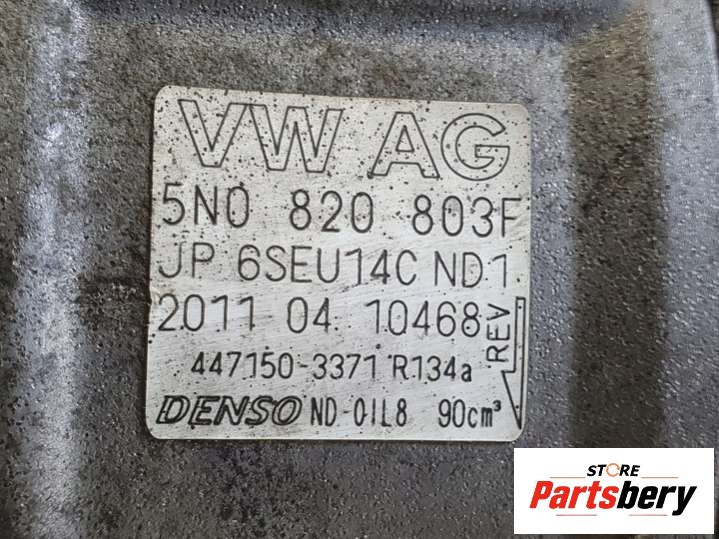 VW AG
5N0 820 803F
JP 6SEU14C ND1
2011 04 10468
REV
447150-3371 R134a
DENSO ND-OIL8 90cm³
STORE
Partsbery